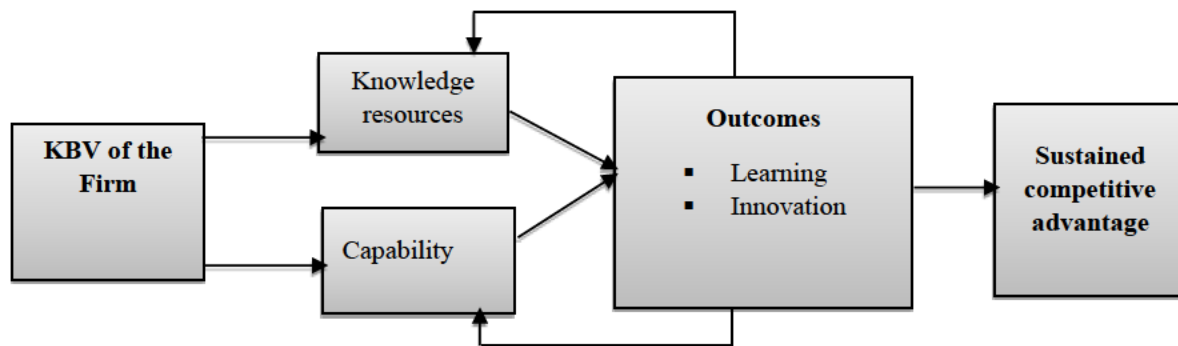 KBV of the
Firm
Knowledge
resources
Capability
Outcomes
▪ Learning
▪ Innovation
Sustained
competitive
advantage